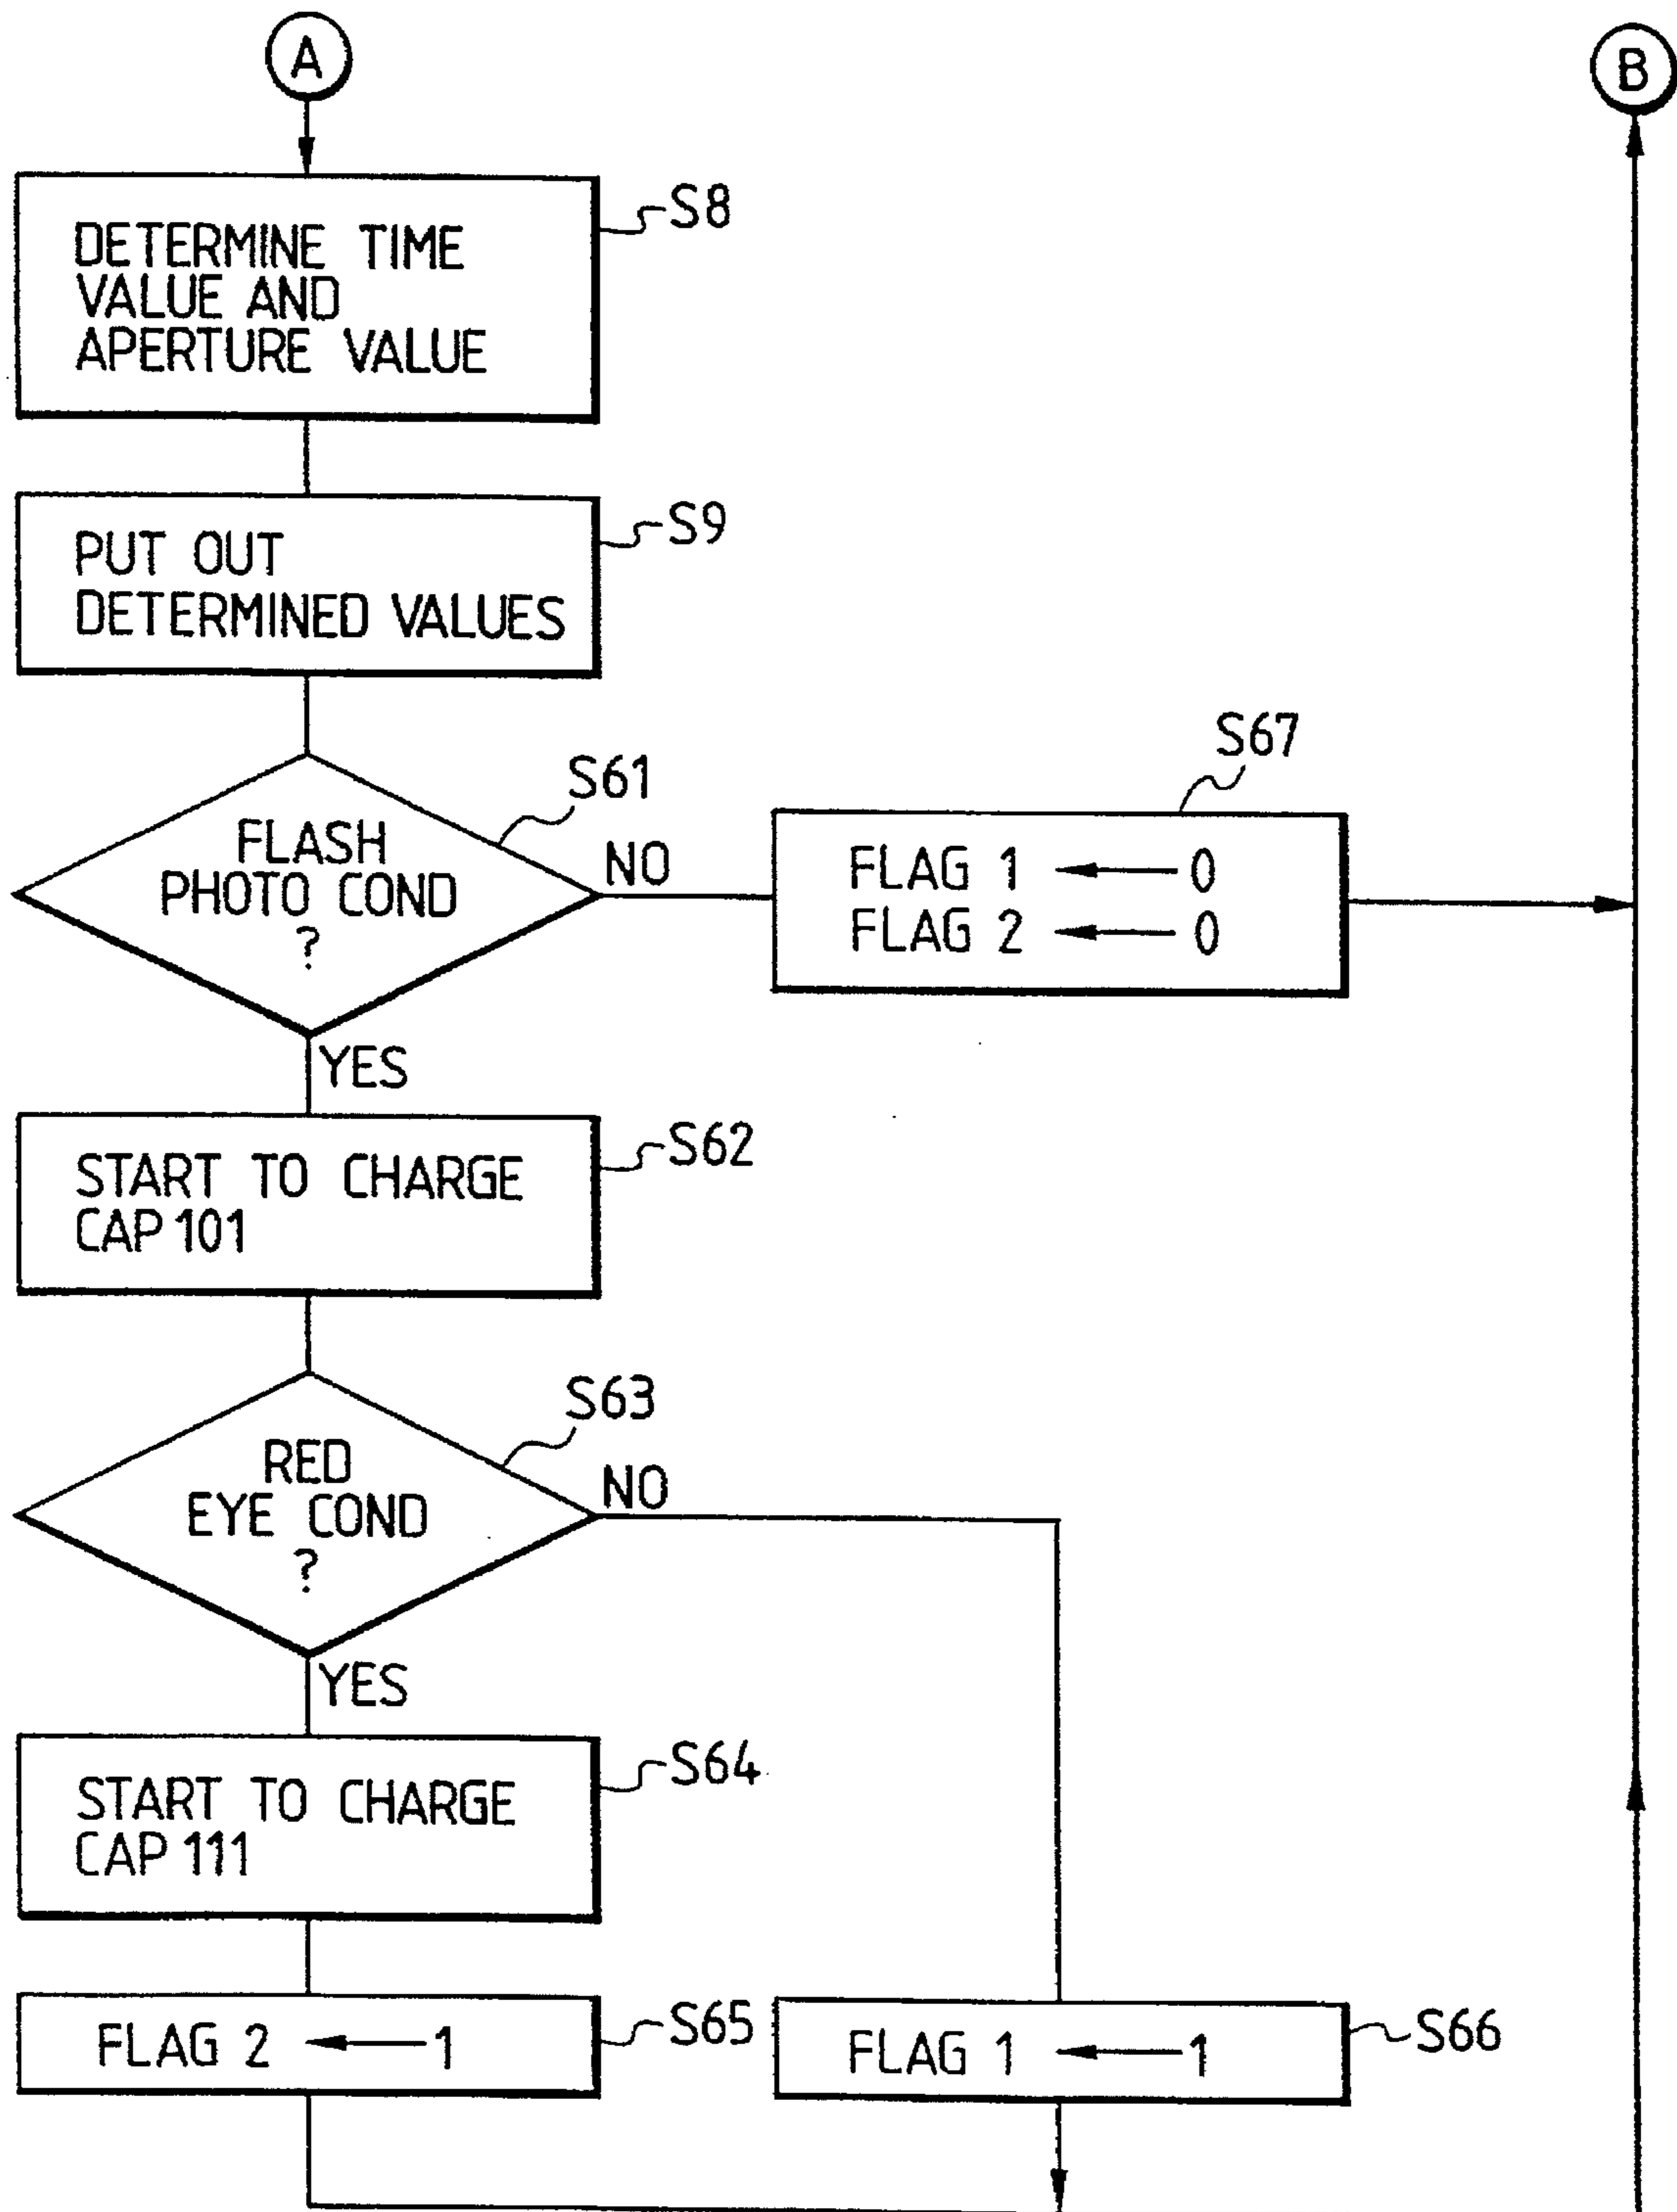 A
B
DETERMINE TIME
VALUE AND
APERTURE VALUE
S8
PUT OUT
DETERMINED VALUES
S9
FLASH
PHOTO COND
?
S61
NO
S67
FLAG 1 ← 0
FLAG 2 ← 0
YES
START TO CHARGE
CAP 101
S62
RED
EYE COND
?
S63
NO
YES
START TO CHARGE
CAP 111
S64
FLAG 2 ← 1
S65
FLAG 1 ← 1
S66